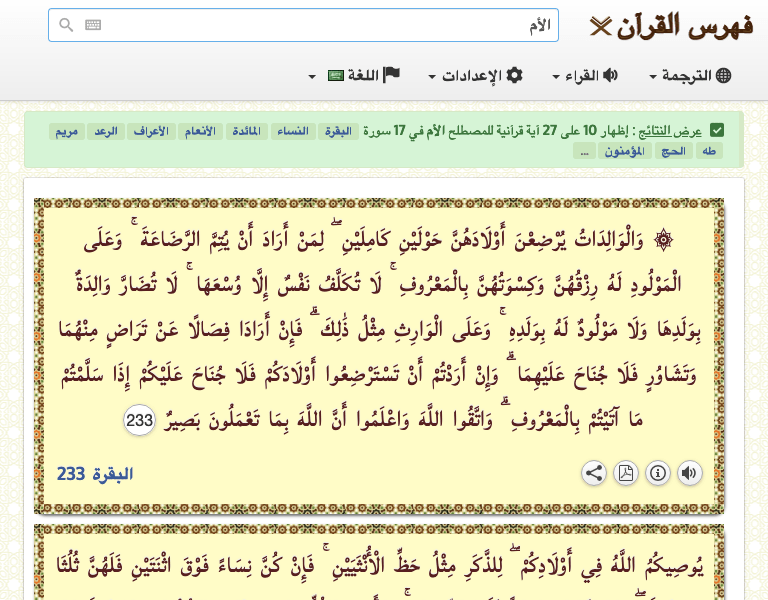 فهرس القرآن
الأم
الترجمة
القراء
الإعدادات
اللغة
عرض النتائج : إظهار 10 على 27 آية قرآنية للمصطلح الأم في 17 سورة البقرة النساء المائدة الأنعام الأعراف الرعد مريم
طه الحج المؤمنون ...
۞ وَالْوَالِدَاتُ يُرْضِعْنَ أَوْلَادَهُنَّ حَوْلَيْنِ كَامِلَيْنِ ۖ لِمَنْ أَرَادَ أَنْ يُتِمَّ الرَّضَاعَةَ ۚ وَعَلَى
الْمَوْلُودِ لَهُ رِزْقُهُنَّ وَكِسْوَتُهُنَّ بِالْمَعْرُوفِ ۚ لَا تُكَلَّفُ نَفْسٌ إِلَّا وُسْعَهَا ۚ لَا تُضَارَّ وَالِدَةٌ
بِوَلَدِهَا وَلَا مَوْلُودٌ لَهُ بِوَلَدِهِ ۚ وَعَلَى الْوَارِثِ مِثْلُ ذَٰلِكَ ۗ فَإِنْ أَرَادَا فِصَالًا عَنْ تَرَاضٍ مِنْهُمَا
وَتَشَاوُرٍ فَلَا جُنَاحَ عَلَيْهِمَا ۗ وَإِنْ أَرَدْتُمْ أَنْ تَسْتَرْضِعُوا أَوْلَادَكُمْ فَلَا جُنَاحَ عَلَيْكُمْ إِذَا سَلَّمْتُمْ
مَا آتَيْتُمْ بِالْمَعْرُوفِ ۗ وَاتَّقُوا اللَّهَ وَاعْلَمُوا أَنَّ اللَّهَ بِمَا تَعْمَلُونَ بَصِيرٌ 233
البقرة 233
يُوصِيكُمُ اللَّهُ فِي أَوْلَادِكُمْ ۖ لِلذَّكَرِ مِثْلُ حَظِّ الْأُنْثَيَيْنِ ۚ فَإِنْ كُنَّ نِسَاءً فَوْقَ اثْنَتَيْنِ فَلَهُنَّ ثُلُثَا